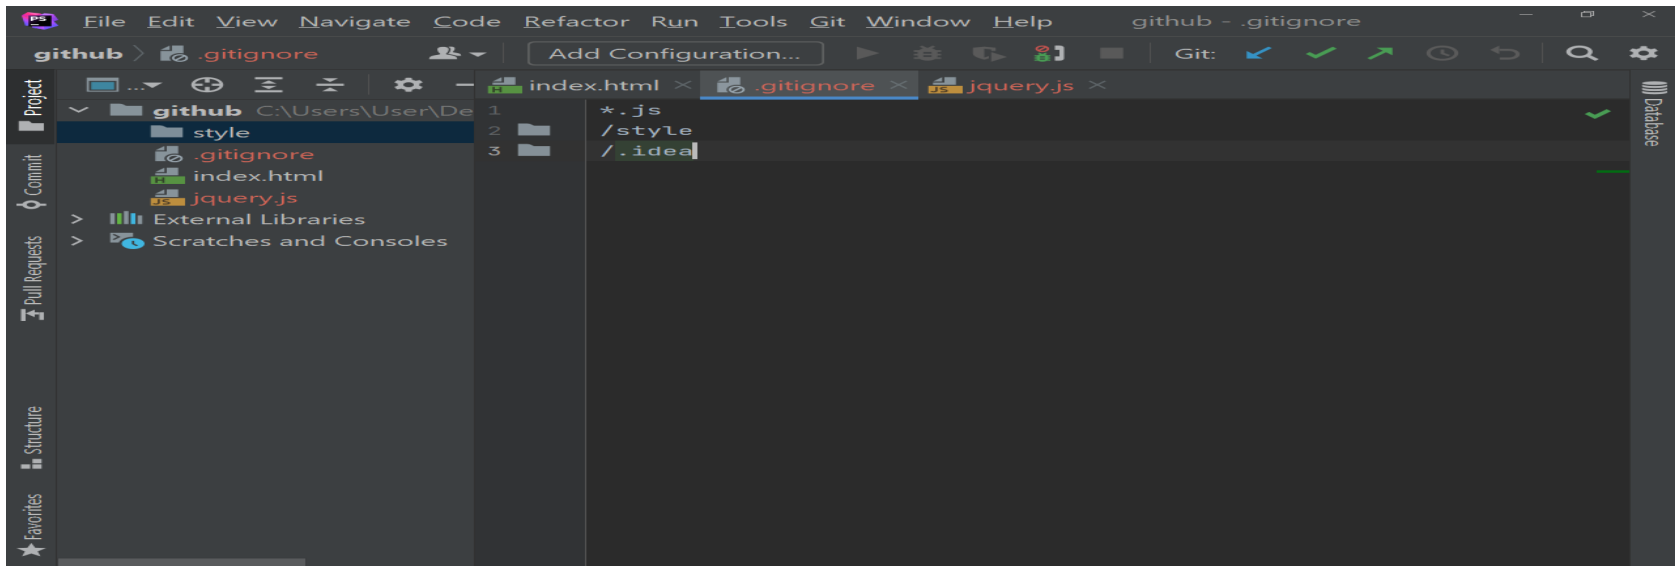 PS File Edit View Navigate Code Refactor Run Tools Git Window Help github - .gitignore
github .gitignore Add Configuration... Git:
Project ... index.html .gitignore jquery.js Database
github C:\Users\User\De
style
.gitignore
index.html
jquery.js
External Libraries
Scratches and Consoles
1 *.js
2 /style
3 /.idea
Commit
Pull Requests
Structure
Favorites